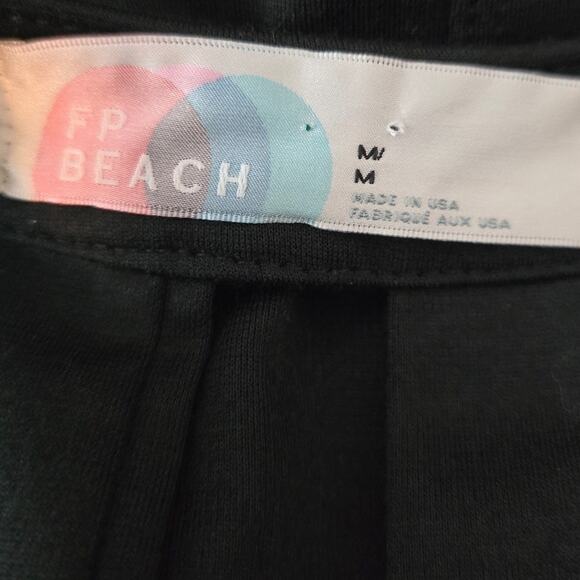 FP
BEACH
M/
M
MADE IN USA
FABRIQUÉ AUX USA